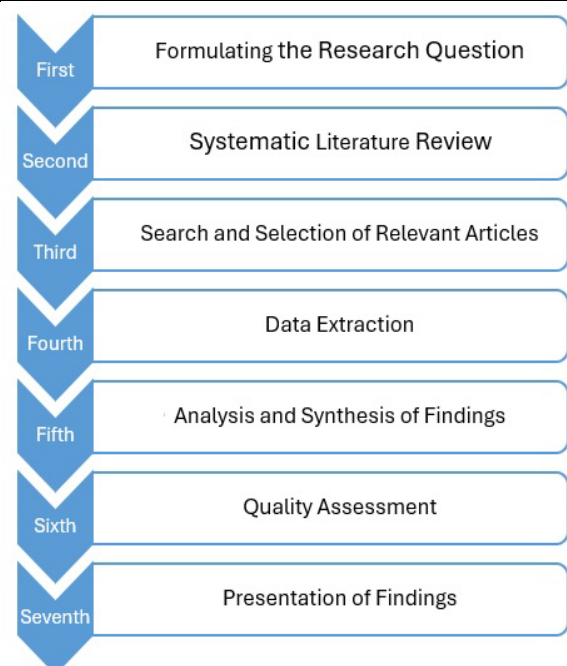 First
Formulating the Research Question
Second
Systematic Literature Review
Third
Search and Selection of Relevant Articles
Fourth
Data Extraction
Fifth
Analysis and Synthesis of Findings
Sixth
Quality Assessment
Seventh
Presentation of Findings